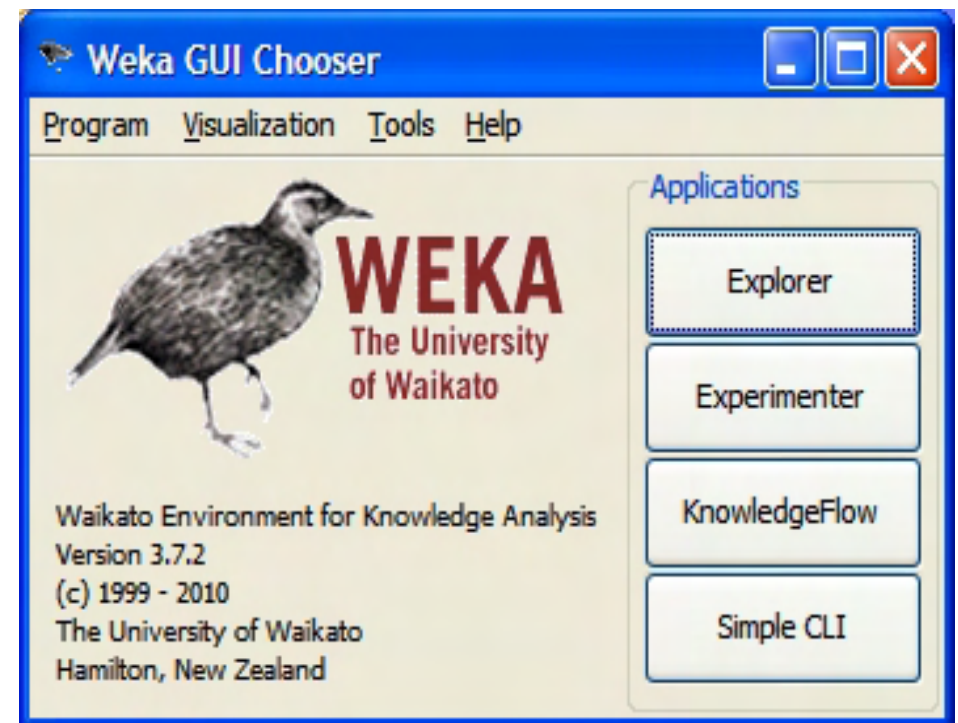 Weka GUI Chooser
Program Visualization Tools Help
WEKA
The University
of Waikato
Waikato Environment for Knowledge Analysis
Version 3.7.2
(c) 1999 - 2010
The University of Waikato
Hamilton, New Zealand
Applications
Explorer
Experimenter
KnowledgeFlow
Simple CLI